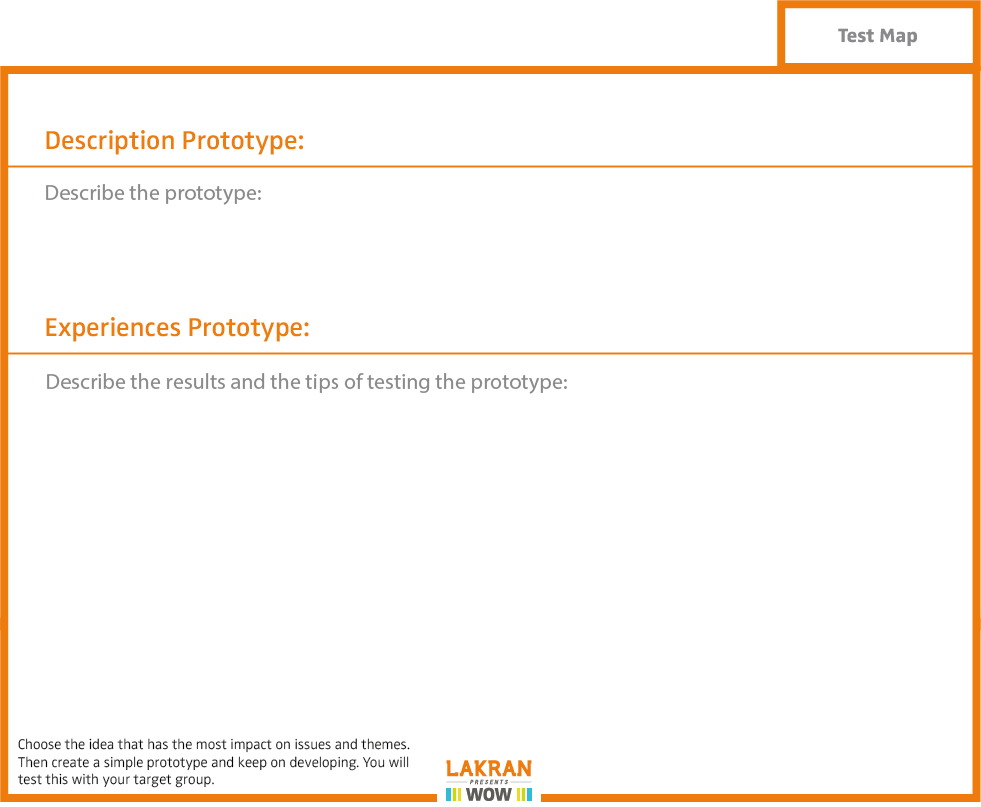 Test Map
Description Prototype:
Describe the prototype:
Experiences Prototype:
Describe the results and the tips of testing the prototype:
Choose the idea that has the most impact on issues and themes.
Then create a simple prototype and keep on developing. You will
test this with your target group.
LAKRAN
PRESENTS
WOW